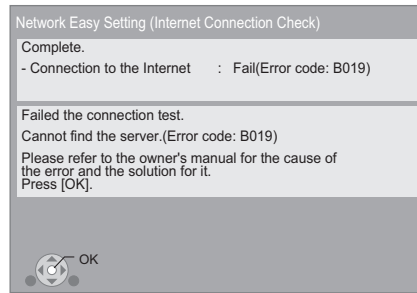 Network Easy Setting (Internet Connection Check)
Complete.
- Connection to the Internet : Fail(Error code: B019)
Failed the connection test.
Cannot find the server.(Error code: B019)
Please refer to the owner's manual for the cause of
the error and the solution for it.
Press [OK].
OK